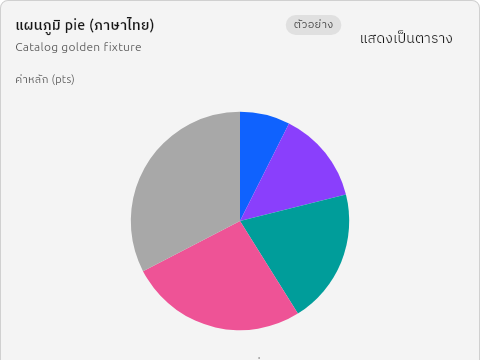 แผนภูมิ pie (ภาษาไทย)
ตัวอย่าง
แสดงเป็นตาราง
Catalog golden fixture
ค่าหลัก (pts)